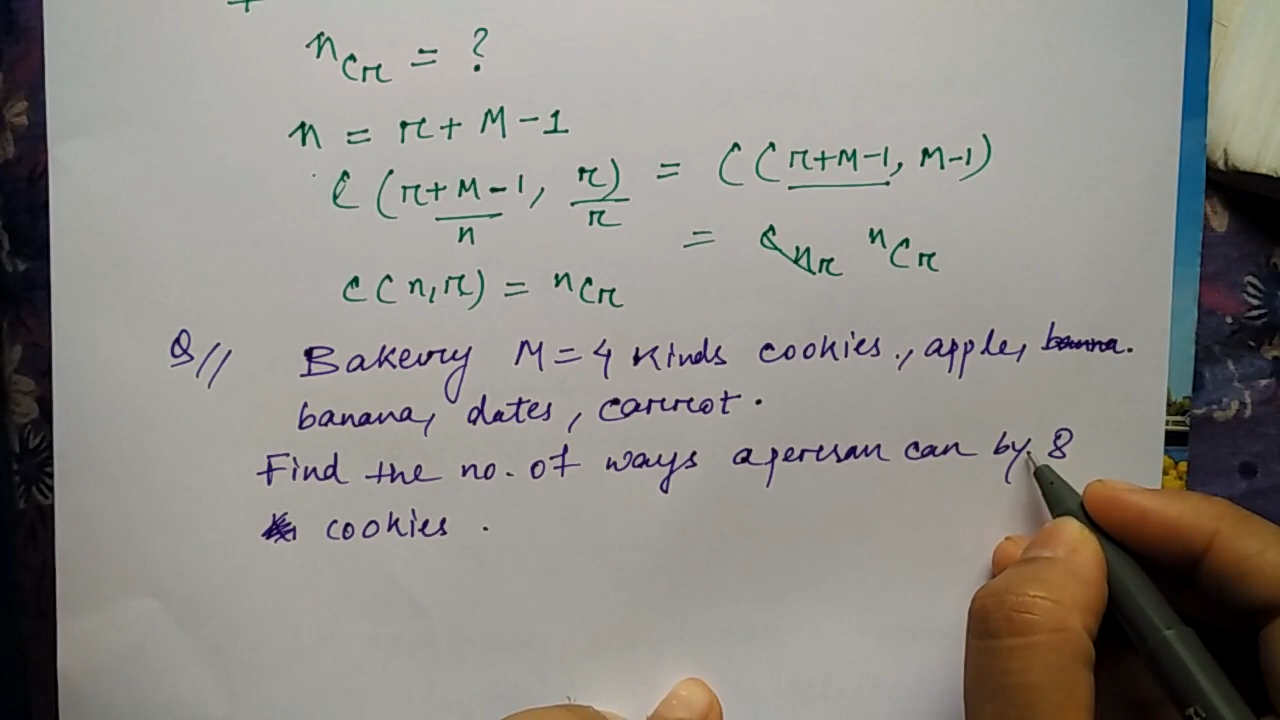 nCr = ?
n = r + M - 1
C (r+M-1, r) = C (r+M-1, M-1)
n r
= nCr
C(n,r) = nCr
Q// Bakery M=4 Kinds cookies., apple,
banana, dates, carrot.
Find the no. of ways a person can by 8
cookies.